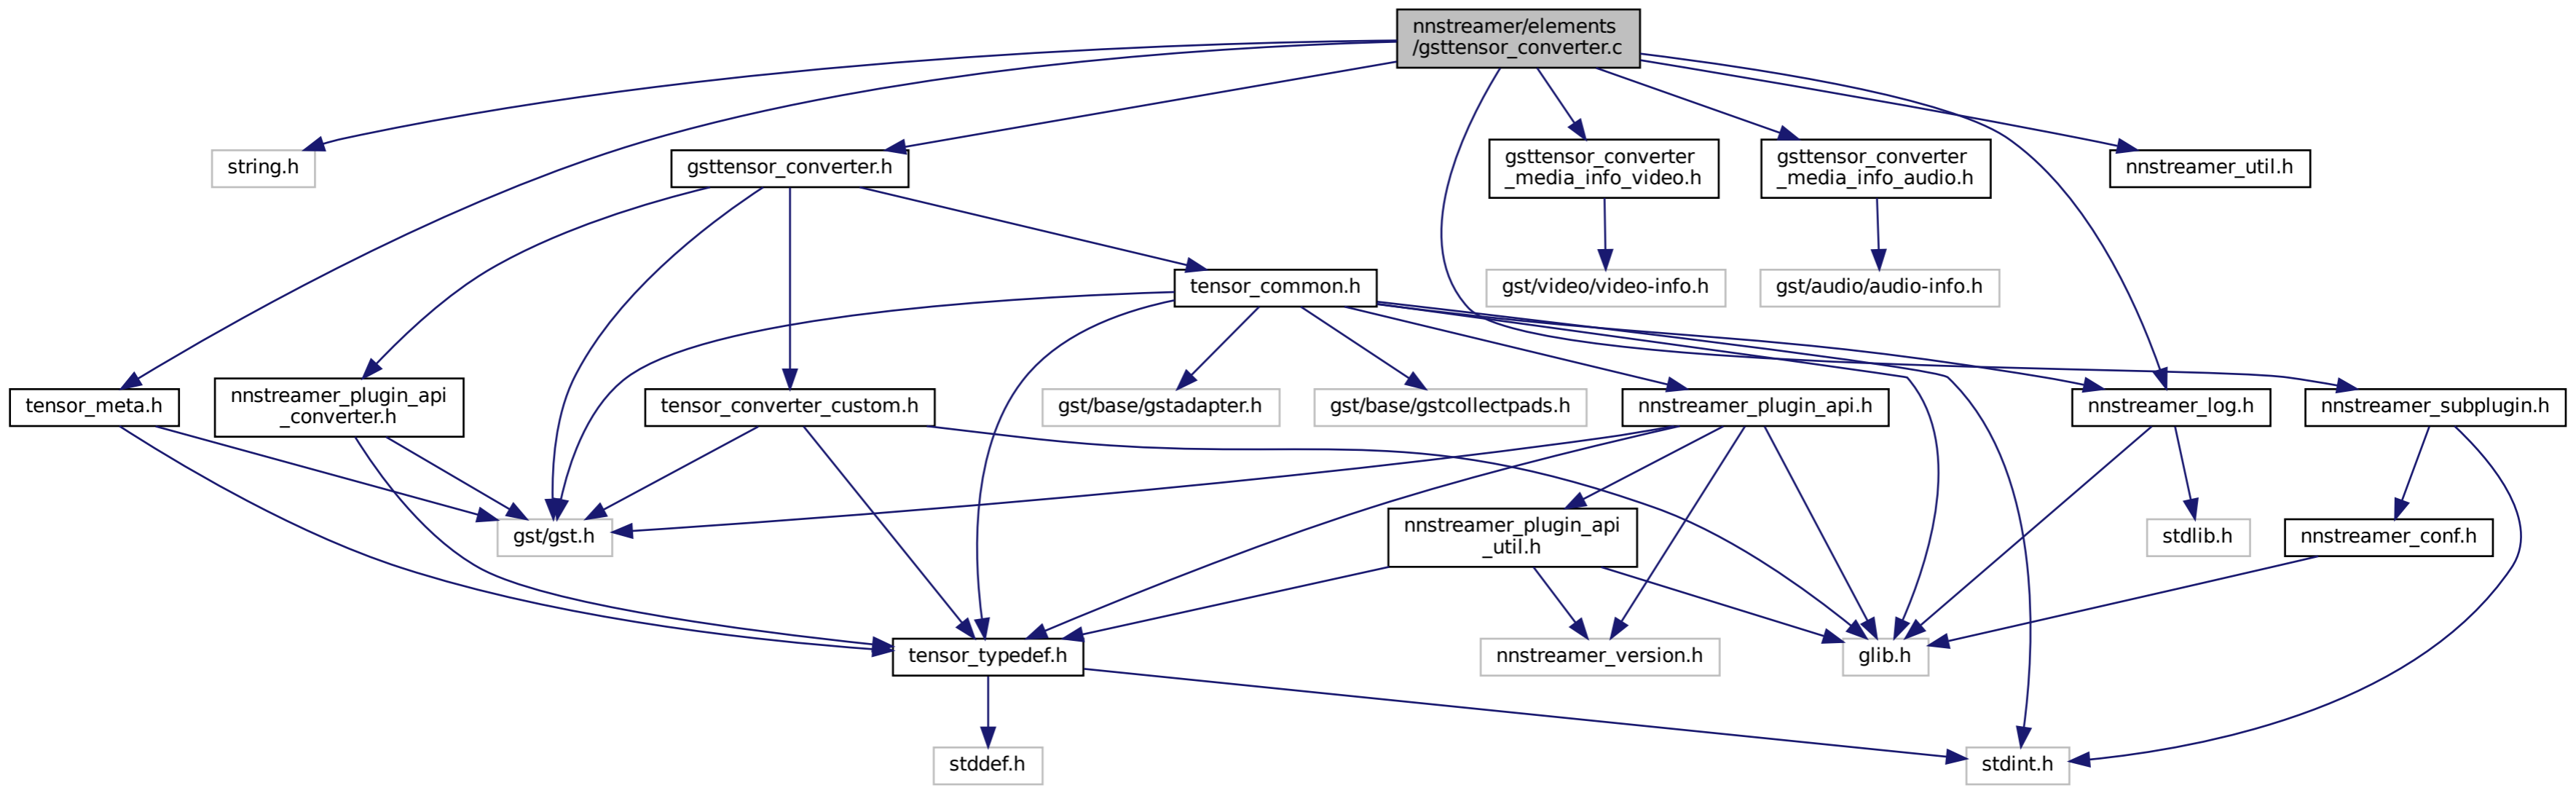 nnstreamer/elements
/gsttensor_converter.c
string.h
gsttensor_converter.h
gsttensor_converter
_media_info_video.h
gsttensor_converter
_media_info_audio.h
nnstreamer_util.h
tensor_common.h
gst/video/video-info.h
gst/audio/audio-info.h
tensor_meta.h
nnstreamer_plugin_api
_converter.h
tensor_converter_custom.h
gst/base/gstadapter.h
gst/base/gstcollectpads.h
nnstreamer_plugin_api.h
nnstreamer_log.h
nnstreamer_subplugin.h
gst/gst.h
nnstreamer_plugin_api
_util.h
stdlib.h
nnstreamer_conf.h
tensor_typedef.h
nnstreamer_version.h
glib.h
stddef.h
stdint.h